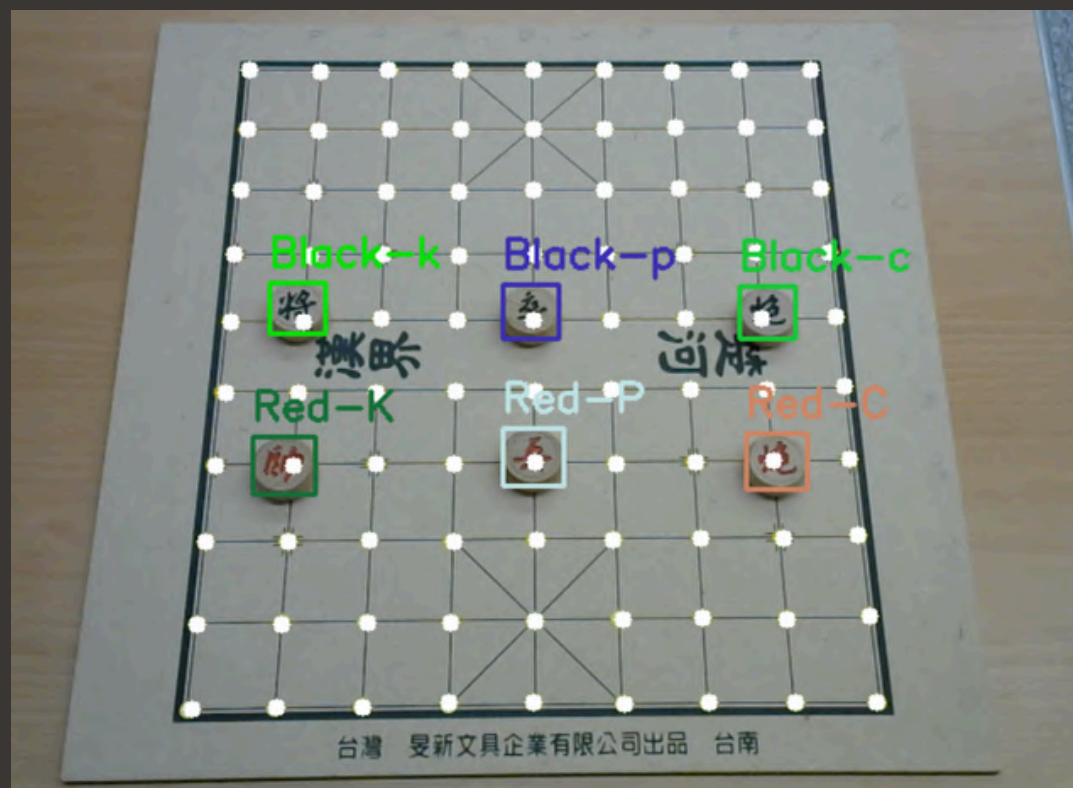 Black-k Black-p Black-c
將 卒 炮
漢界 楚河
Red-K Red-P Red-C
帥 兵 炮
台灣 旻新文具企業有限公司出品 台南